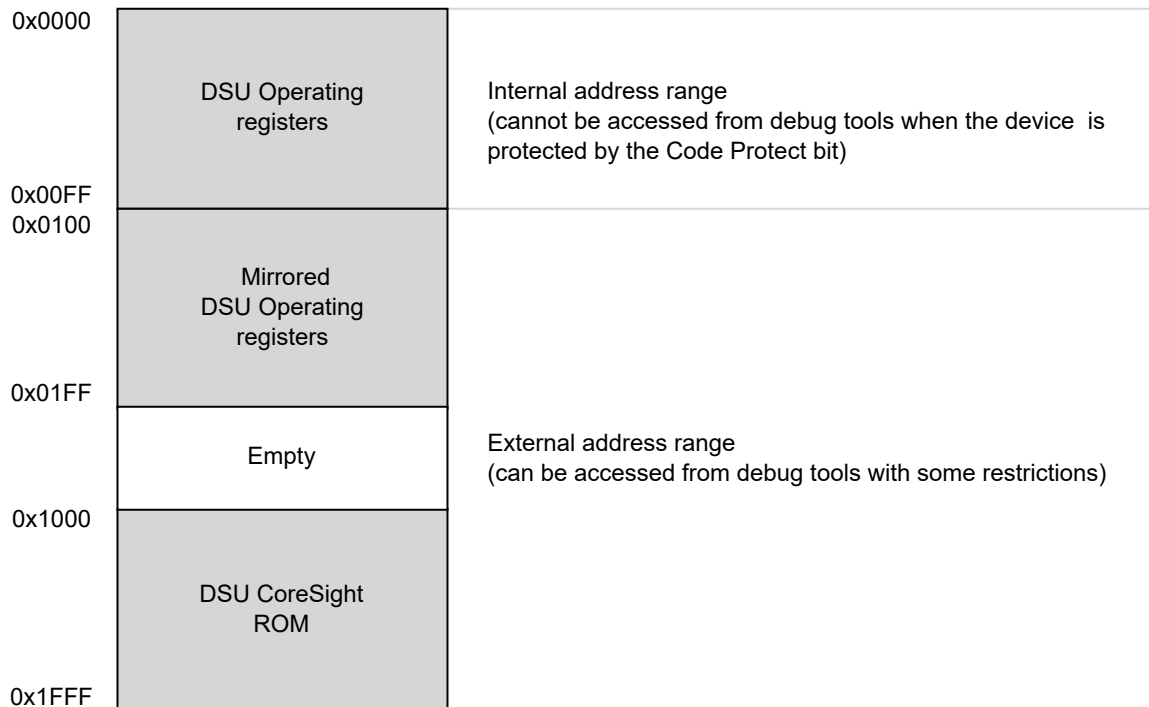 0x0000
DSU Operating
registers
Internal address range
(cannot be accessed from debug tools when the device is
protected by the Code Protect bit)
0x00FF
0x0100
Mirrored
DSU Operating
registers
0x01FF
Empty
External address range
(can be accessed from debug tools with some restrictions)
0x1000
DSU CoreSight
ROM
0x1FFF